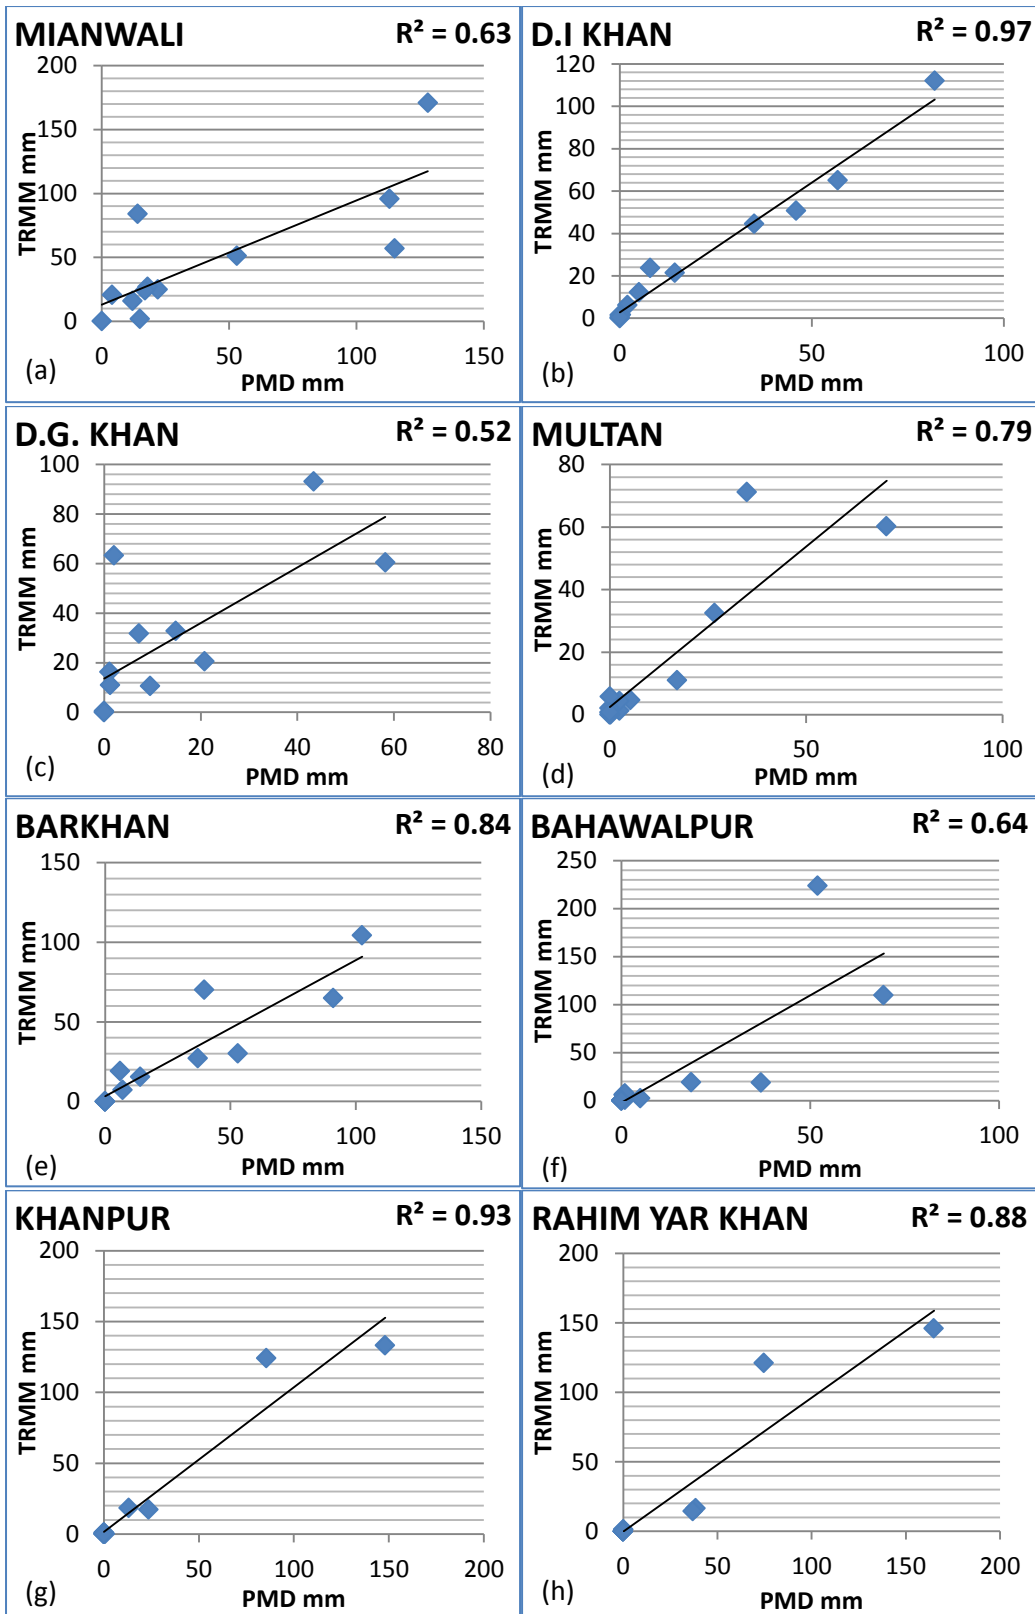 MIANWALI R² = 0.63
200
150
100
50
0
0 50 100 150
TRMM mm
PMD mm
(a)
D.I KHAN R² = 0.97
120
100
80
60
40
20
0
0 50 100
TRMM mm
PMD mm
(b)
D.G. KHAN R² = 0.52
100
80
60
40
20
0
0 20 40 60 80
TRMM mm
PMD mm
(c)
MULTAN R² = 0.79
80
60
40
20
0
0 50 100
TRMM mm
PMD mm
(d)
BARKHAN R² = 0.84
150
100
50
0
0 50 100 150
TRMM mm
PMD mm
(e)
BAHAWALPUR R² = 0.64
250
200
150
100
50
0
0 50 100
TRMM mm
PMD mm
(f)
KHANPUR R² = 0.93
200
150
100
50
0
0 50 100 150 200
TRMM mm
PMD mm
(g)
RAHIM YAR KHAN R² = 0.88
200
150
100
50
0
0 50 100 150 200
TRMM mm
PMD mm
(h)